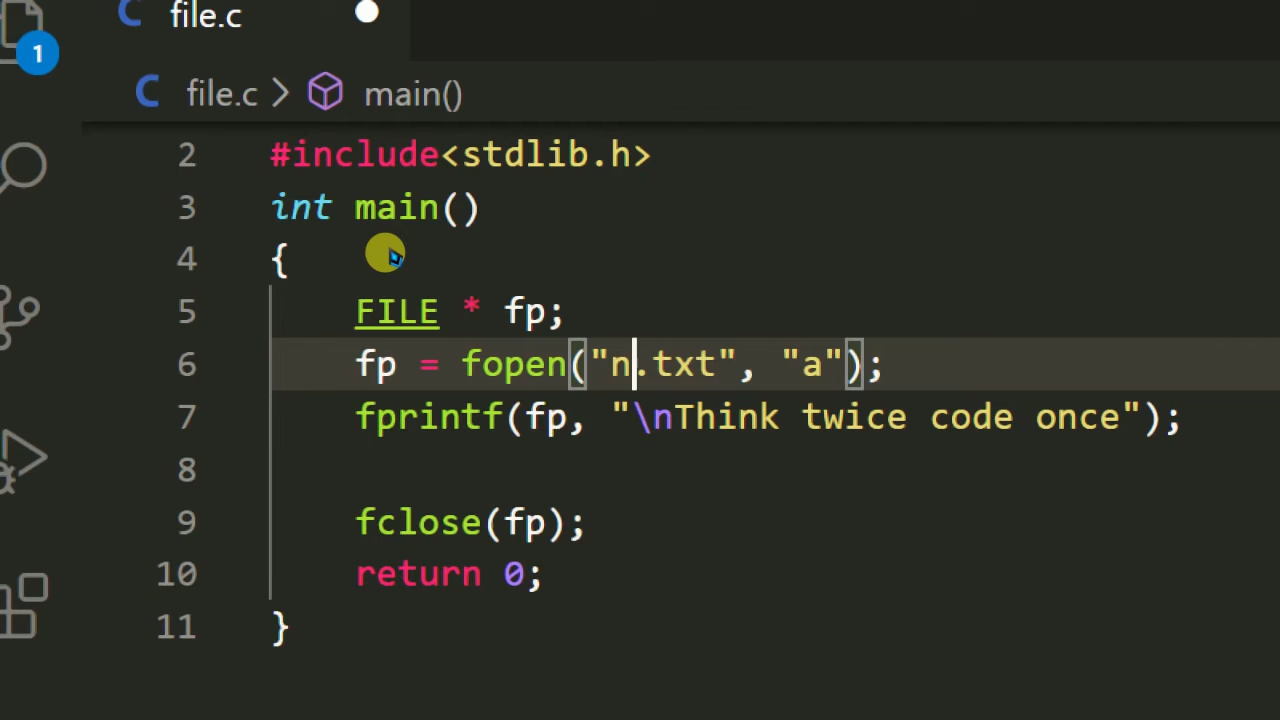 file.c
1
file.c > main()
2 #include<stdlib.h>
3 int main()
4 {
5 FILE * fp;
6 fp = fopen("n.txt", "a");
7 fprintf(fp, "\nThink twice code once");
8
9 fclose(fp);
10 return 0;
11 }